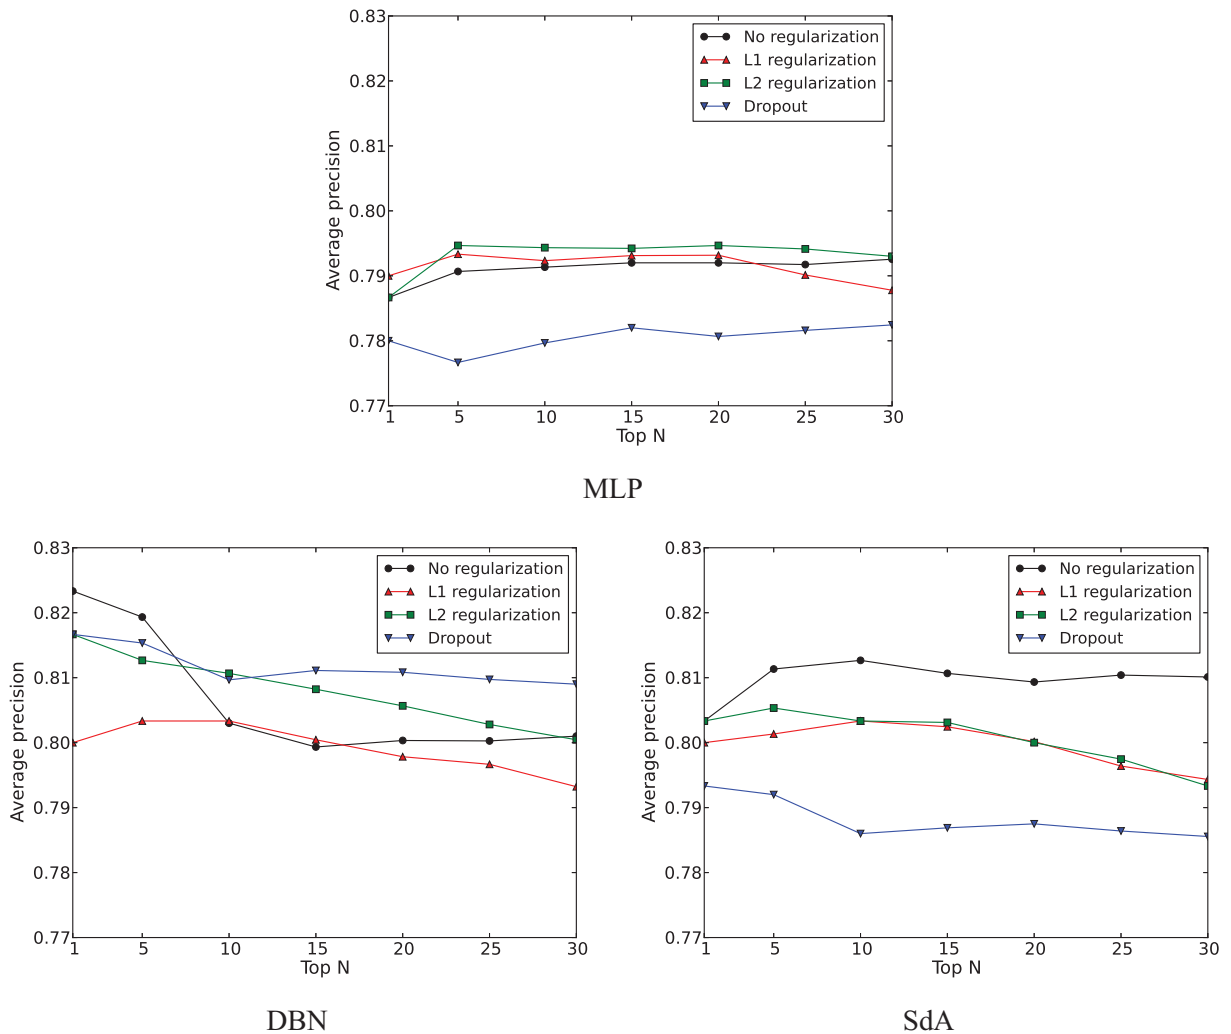 0.83
No regularization
L1 regularization
L2 regularization
Dropout
0.82
0.81
0.80
0.79
0.78
0.77
Average precision
1 5 10 15 20 25 30
Top N
MLP
0.83
No regularization
L1 regularization
L2 regularization
Dropout
0.82
0.81
0.80
0.79
0.78
0.77
Average precision
1 5 10 15 20 25 30
Top N
DBN
0.83
No regularization
L1 regularization
L2 regularization
Dropout
0.82
0.81
0.80
0.79
0.78
0.77
Average precision
1 5 10 15 20 25 30
Top N
SdA